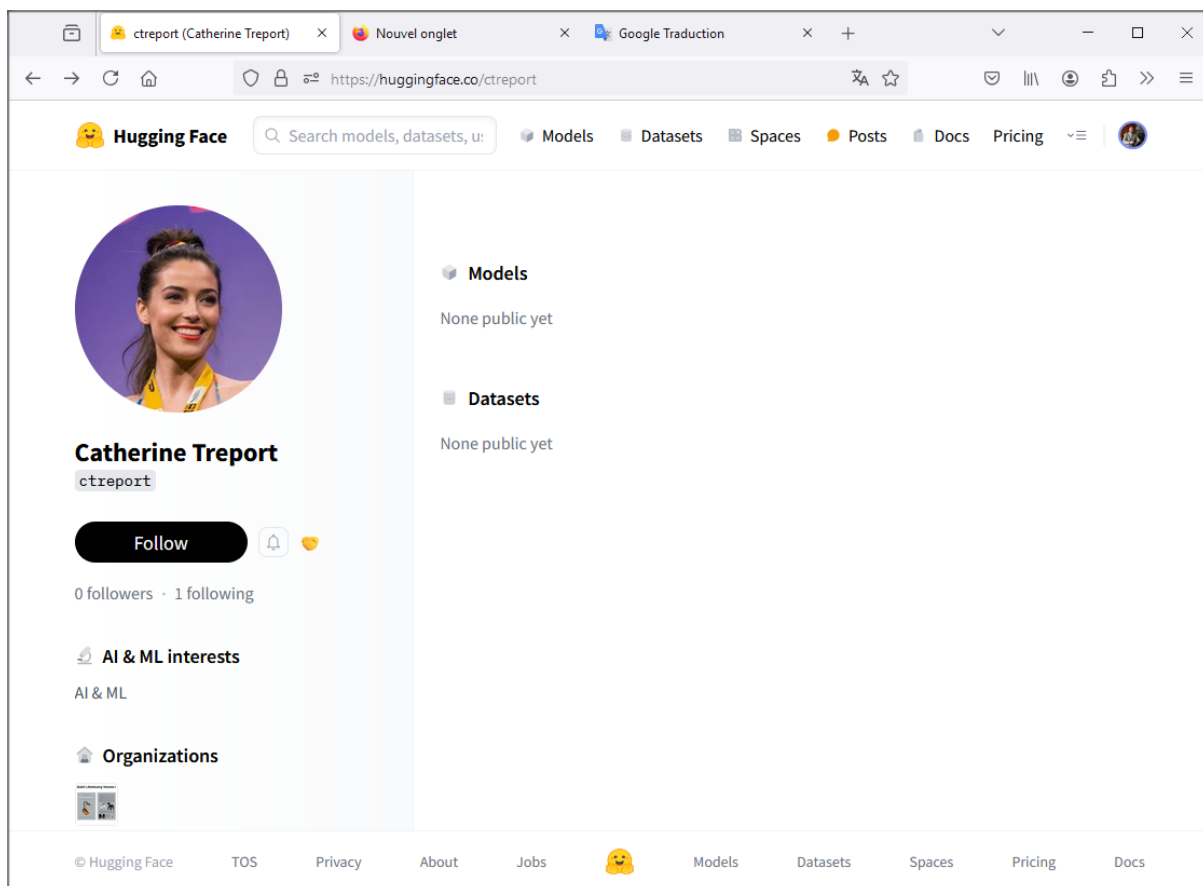 ctreport (Catherine Treport)
Nouvel onglet
Google Traduction
https://huggingface.co/ctreport
Hugging Face
Search models, datasets, us
Models
Datasets
Spaces
Posts
Docs
Pricing
Models
None public yet
Datasets
None public yet
Catherine Treport
ctreport
Follow
0 followers · 1 following
AI & ML interests
AI & ML
Organizations
© Hugging Face
TOS
Privacy
About
Jobs
Models
Datasets
Spaces
Pricing
Docs